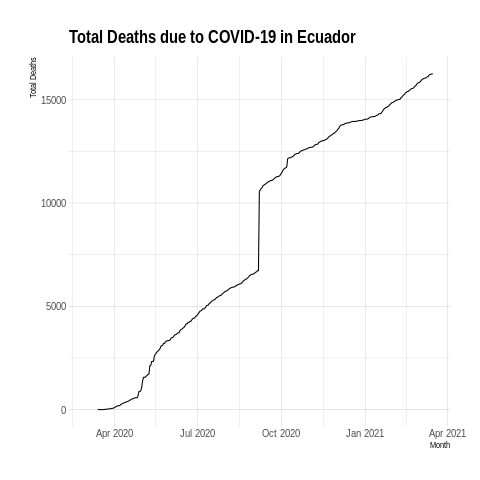 Total Deaths due to COVID-19 in Ecuador
Total Deaths
15000
10000
5000
0
Apr 2020 Jul 2020 Oct 2020 Jan 2021 Apr 2021
Month